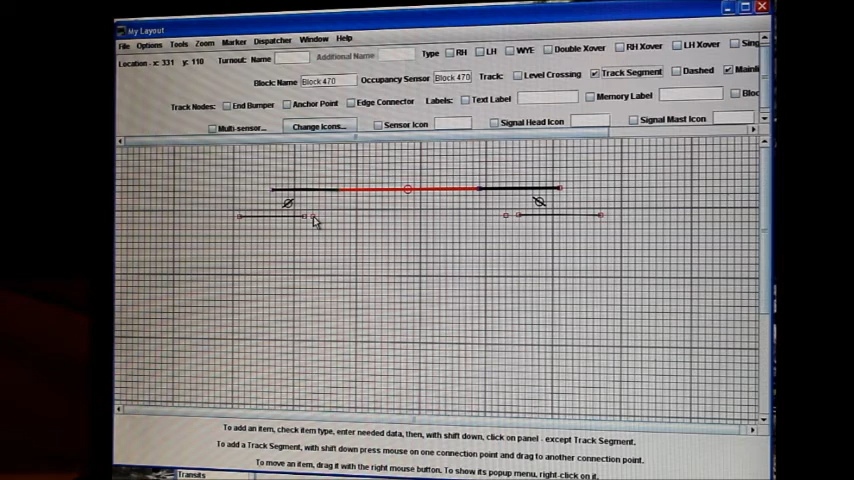 My Layout
File Options Tools Zoom Marker Dispatcher Window Help
Location - x: 331 y: 110 Turnout: Name Additional Name Type RH LH WYE Double Xover RH Xover LH Xover Sing
Block: Name Block 470 Occupancy Sensor Block 470 Track: Level Crossing Track Segment Dashed Mainli
Track Nodes: End Bumper Anchor Point Edge Connector Labels: Text Label Memory Label Bloc
Multi-sensor... Change Icons... Sensor Icon Signal Head Icon Signal Mast Icon
To add an item, check item type, enter needed data, then, with shift down, click on panel - except Track Segment.
To add a Track Segment, with shift down press mouse on one connection point and drag to another connection point.
To move an item, drag it with the right mouse button. To show its popup menu, right-click on it.
Transits